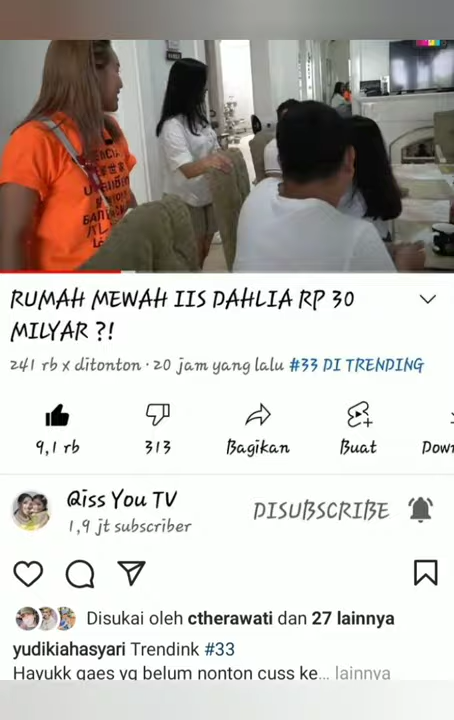 RUMAH MEWAH IIS DAHLIA RP 30
MILYAR ?!
241 rb x ditonton · 20 jam yang lalu #33 DI TRENDING
9,1 rb
313
Bagikan
Buat
Down
Qiss You TV
1,9 jt subscriber
DISUBSCRIBE
Disukai oleh ctherawati dan 27 lainnya
yudikiahasyari Trendink #33
Hayukk gaes yg belum nonton cuss ke... lainnya